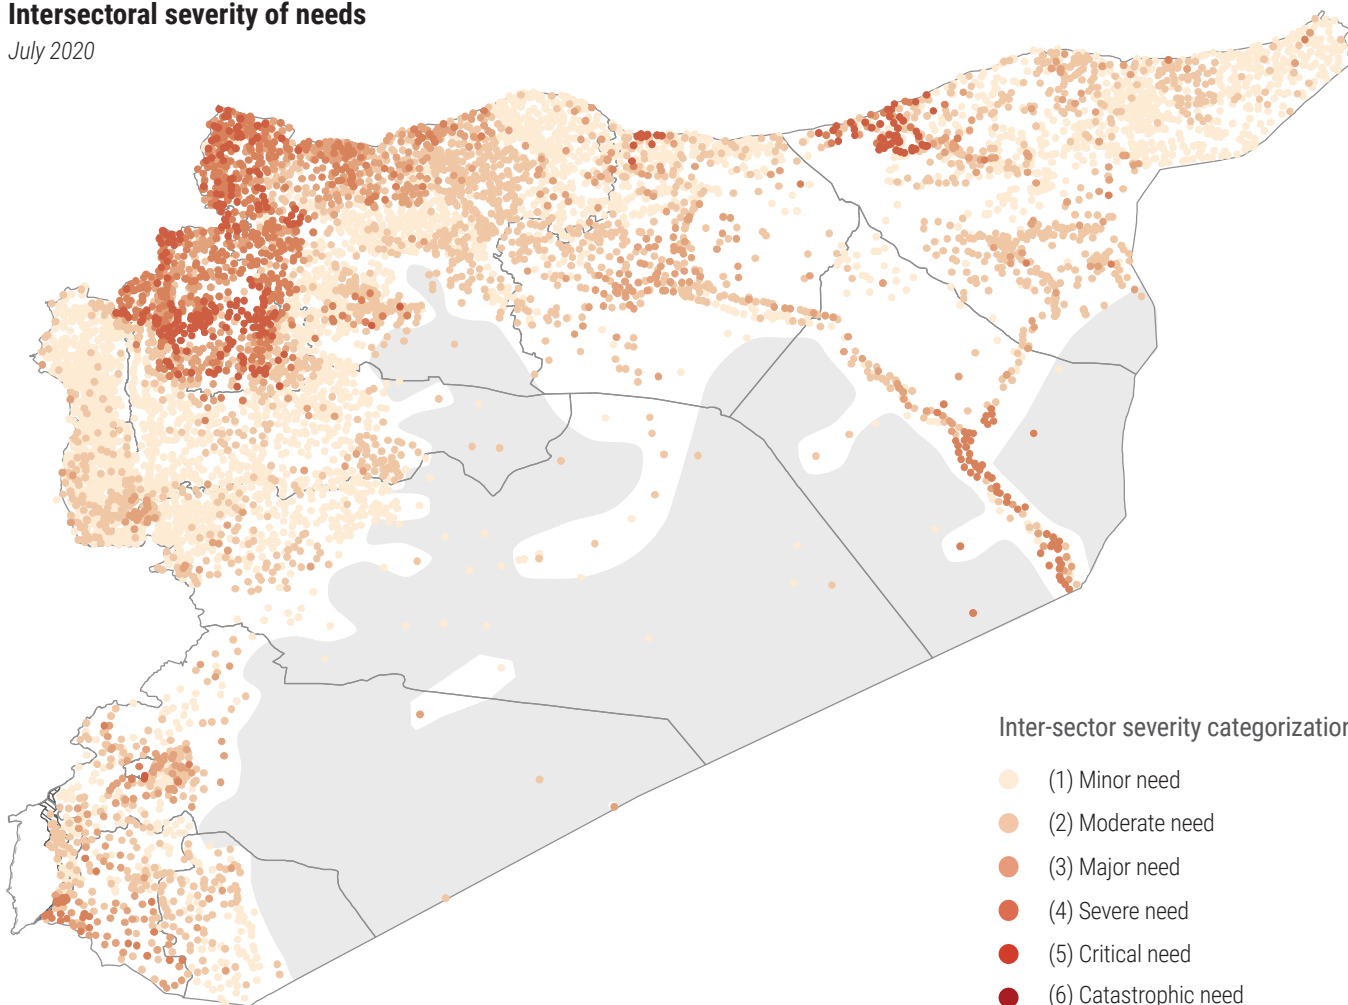 Intersectoral severity of needs
July 2020
Inter-sector severity categorization
(1) Minor need
(2) Moderate need
(3) Major need
(4) Severe need
(5) Critical need
(6) Catastrophic need